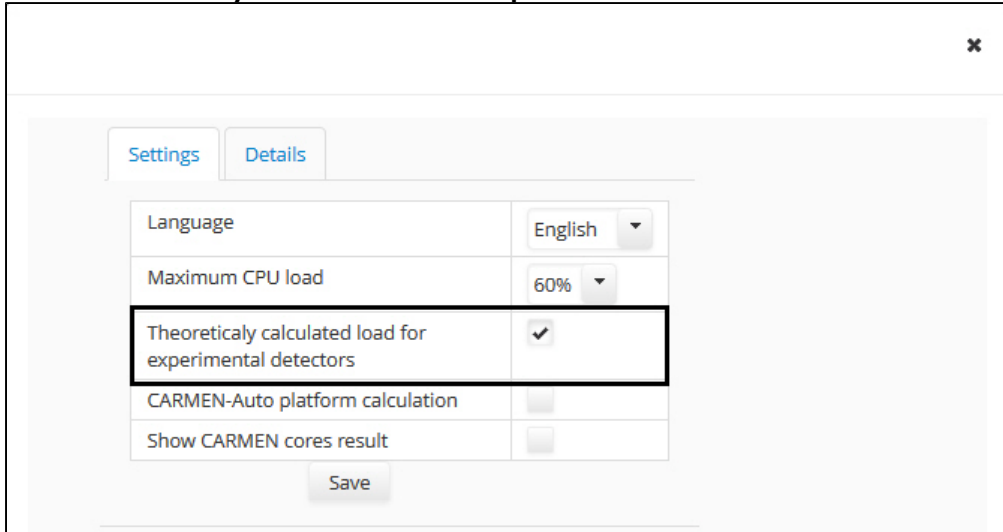 Settings
Details
Language
English
Maximum CPU load
60%
Theoreticaly calculated load for
experimental detectors
CARMEN-Auto platform calculation
Show CARMEN cores result
Save